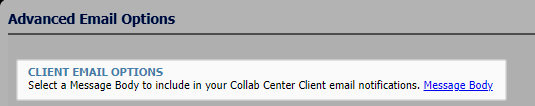 Advanced Email Options
CLIENT EMAIL OPTIONS
Select a Message Body to include in your Collab Center Client email notifications. Message Body